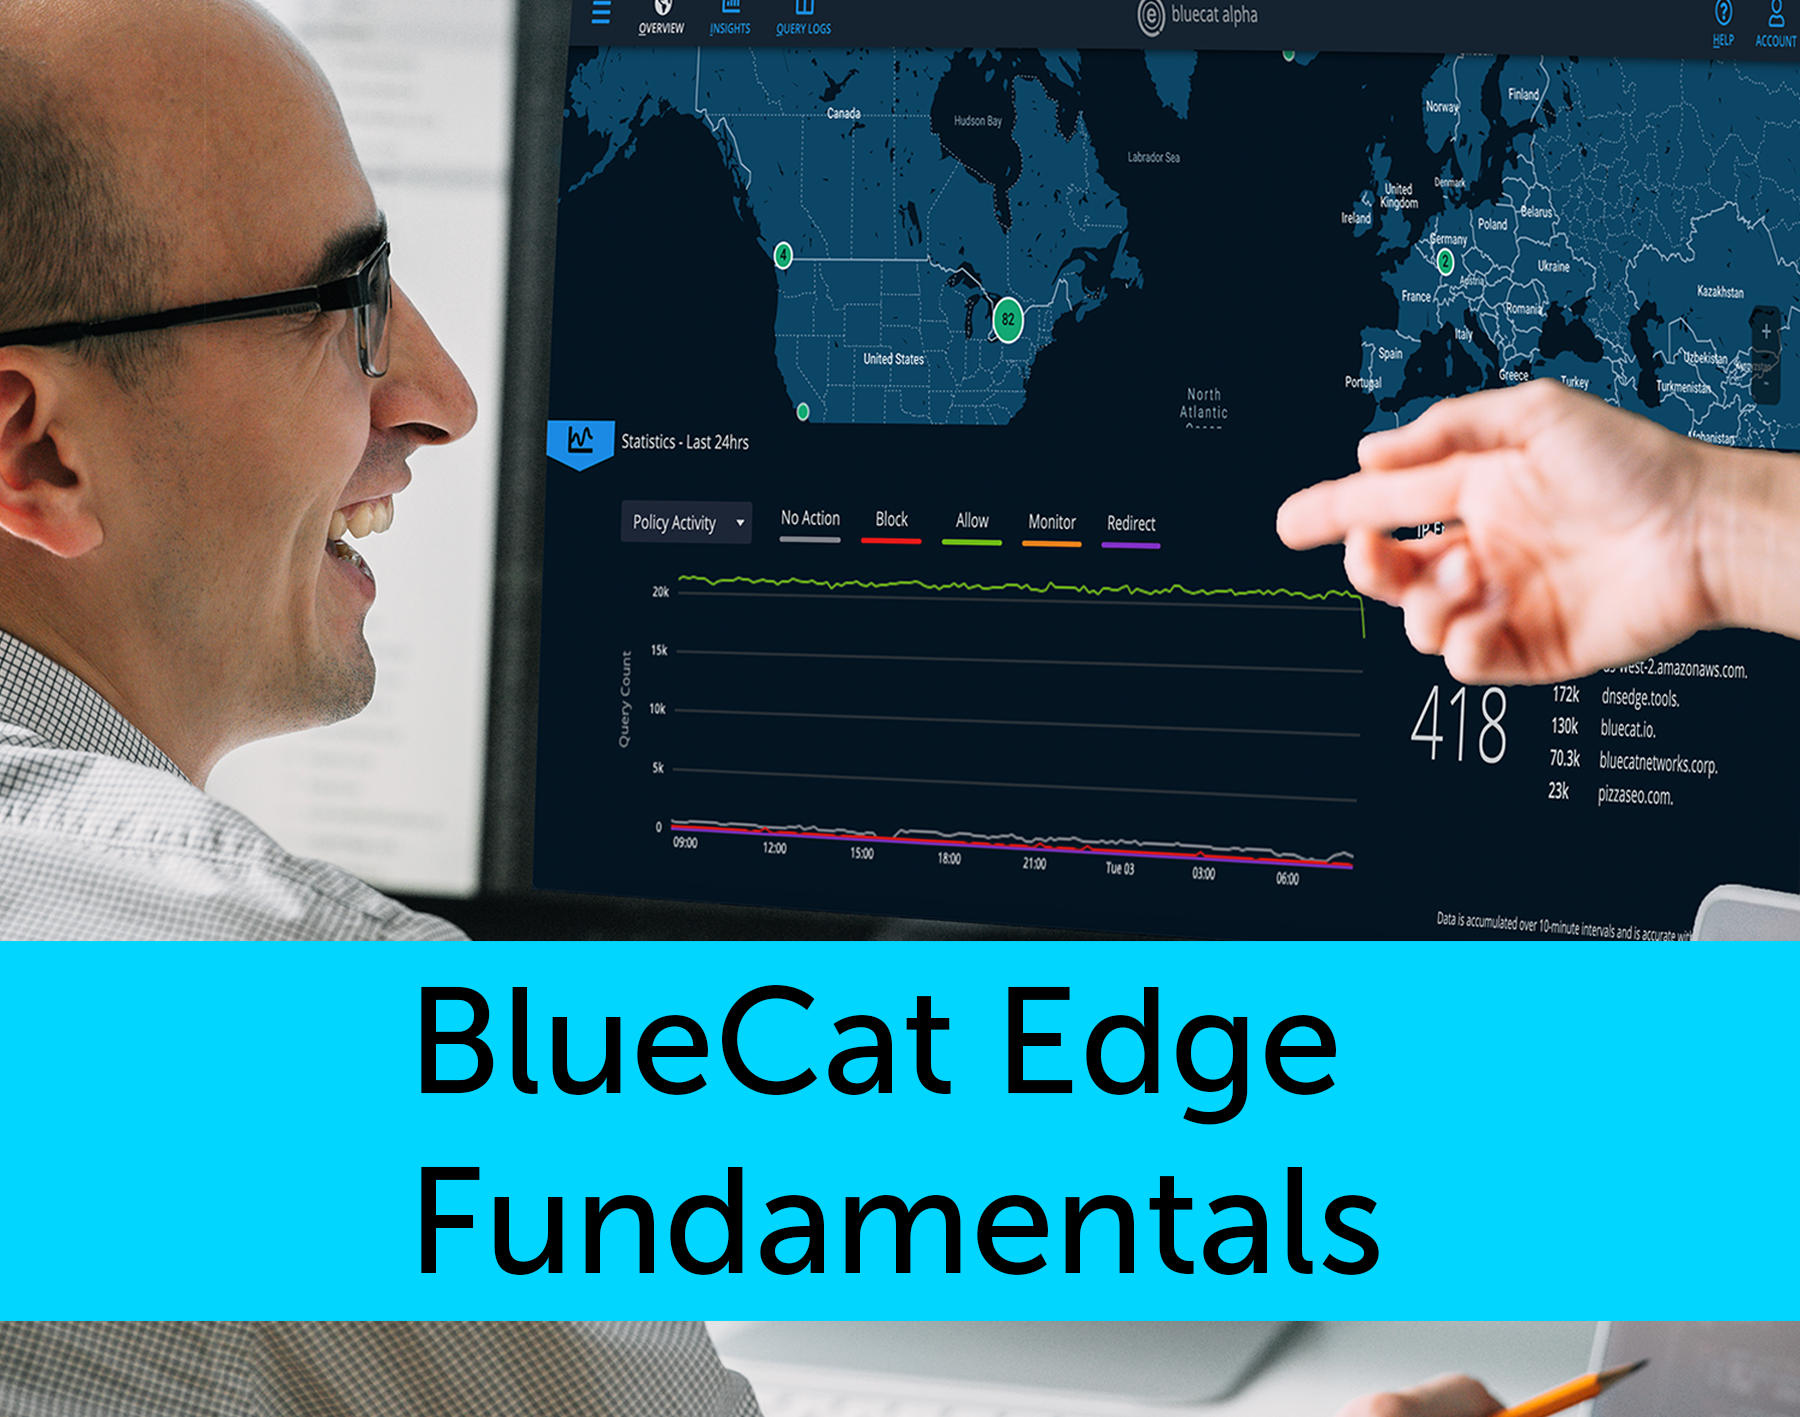 OVERVIEW
INSIGHTS
QUERY LOGS
bluecat alpha
HELP
ACCOUNT
Canada
Hudson Bay
Labrador Sea
Norway
Finland
Denmark
United
Kingdom
Ireland
Poland
Belarus
Germany
4
2
Ukraine
Austria
France
Romania
Kazakhstan
82
Italy
United States
Spain
Uzbekistan
Portugal
Greece
Turkey
Turkmenistan
North
Atlantic
Afghanistan
+
-
Statistics - Last 24hrs
Policy Activity
No Action
Block
Allow
Monitor
Redirect
20k
15k
10k
5k
0
Query Count
09:00
12:00
15:00
18:00
21:00
Tue 03
03:00
06:00
418
west-2.amazonaws.com.
172k dnsedge.tools.
130k bluecat.io.
70.3k bluecatnetworks.corp.
23k pizzaseo.com.
Data is accumulated over 10-minute intervals and is accurate
BlueCat Edge
Fundamentals